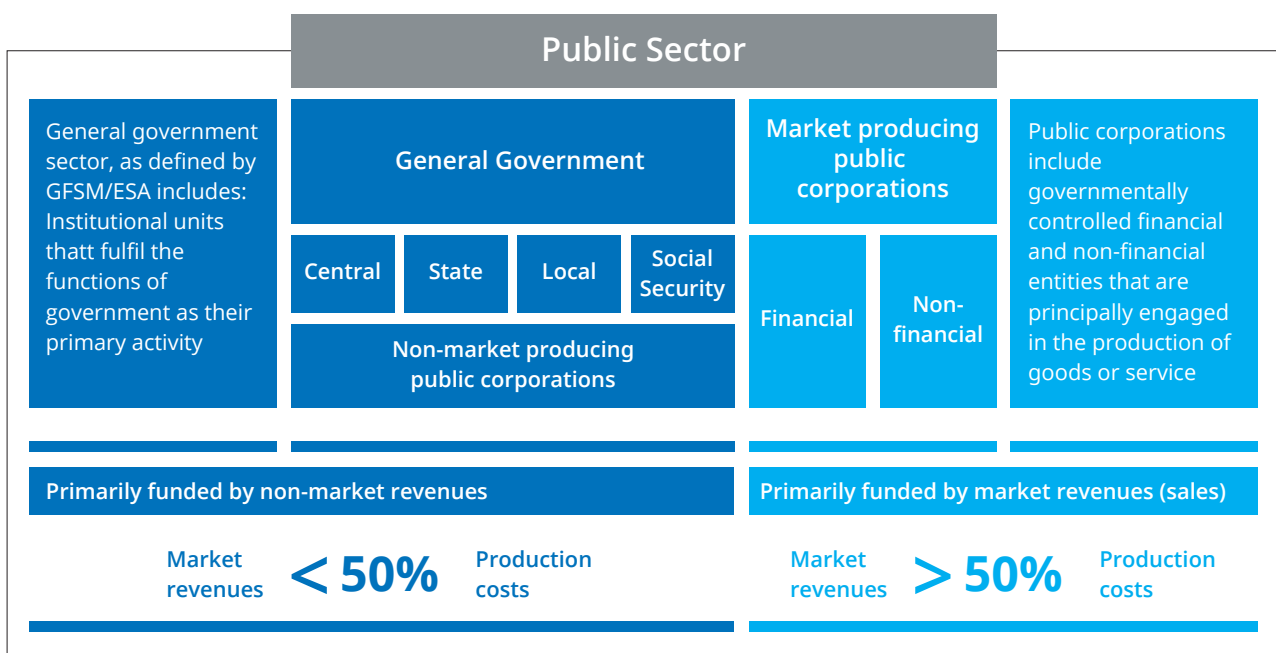 Public Sector
General government
sector, as defined by
GFSM/ESA includes:
Institutional units
thatt fulfil the
functions of
government as their
primary activity
General Government
Central
State
Local
Social
Security
Non-market producing
public corporations
Market producing
public
corporations
Financial
Non-
financial
Public corporations
include
governmentally
controlled financial
and non-financial
entities that are
principally engaged
in the production of
goods or service
Primarily funded by non-market revenues
Primarily funded by market revenues (sales)
Market
revenues
< 50%
Production
costs
Market
revenues
> 50%
Production
costs